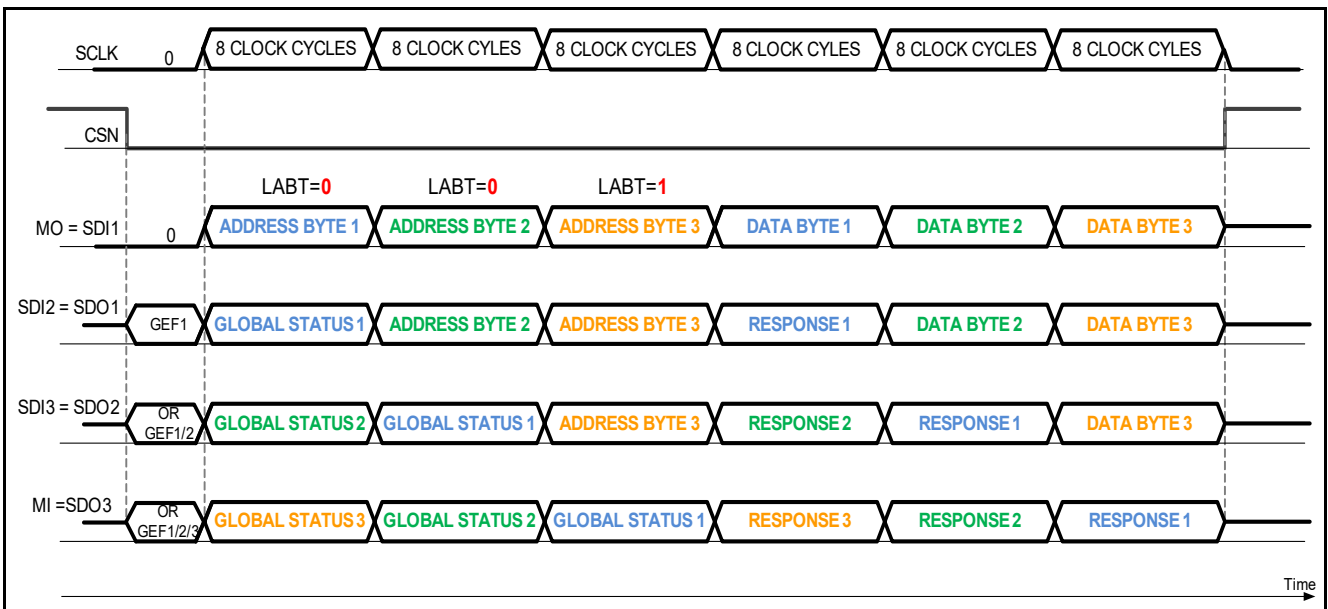 SCLK 0 8 CLOCK CYCLES 8 CLOCK CYLES 8 CLOCK CYCLES 8 CLOCK CYLES 8 CLOCK CYLES 8 CLOCK CYLES
CSN
LABT=0 LABT=0 LABT=1
MO = SDI1 0 ADDRESS BYTE 1 ADDRESS BYTE 2 ADDRESS BYTE 3 DATA BYTE 1 DATA BYTE 2 DATA BYTE 3
SDI2 = SDO1 GEF1 GLOBAL STATUS 1 ADDRESS BYTE 2 ADDRESS BYTE 3 RESPONSE 1 DATA BYTE 2 DATA BYTE 3
SDI3 = SDO2 OR GEF1/2 GLOBAL STATUS 2 GLOBAL STATUS 1 ADDRESS BYTE 3 RESPONSE 2 RESPONSE 1 DATA BYTE 3
MI =SDO3 OR GEF1/2/3 GLOBAL STATUS 3 GLOBAL STATUS 2 GLOBAL STATUS 1 RESPONSE 3 RESPONSE 2 RESPONSE 1
Time